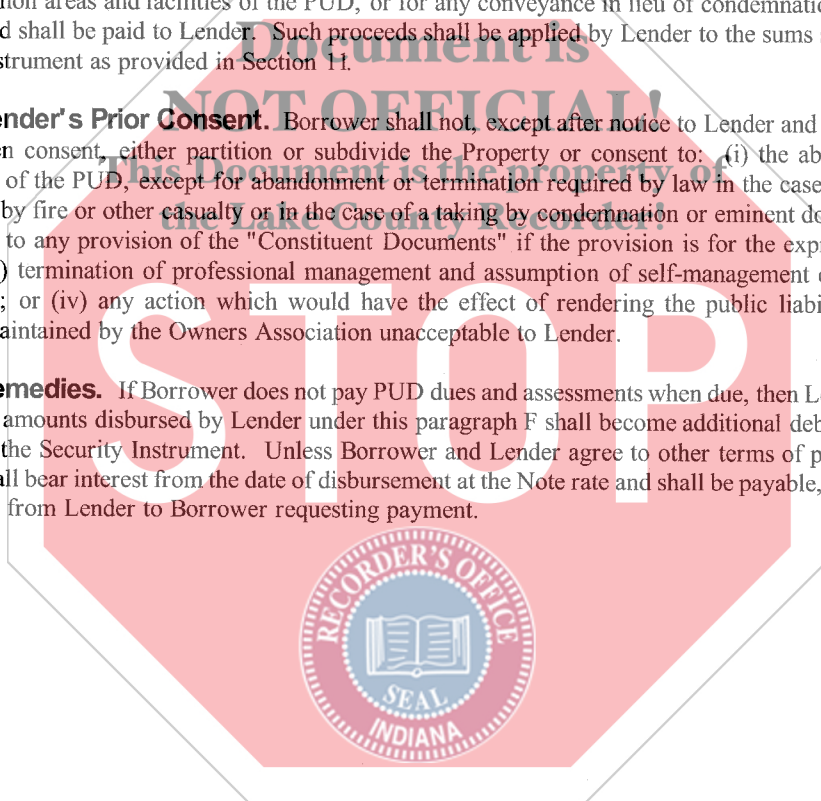 ion areas and facilities of the PUD, or for any conveyance in lieu of condemnatio
d shall be paid to Lender. Such proceeds shall be applied by Lender to the sums
strument as provided in Section 11.
Document is
NOT OFFICIAL!
This Document is the property of
the Lake County Recorder!
ender's Prior Consent. Borrower shall not, except after notice to Lender and
n consent, either partition or subdivide the Property or consent to: (i) the ab
of the PUD, except for abandonment or termination required by law in the case
by fire or other casualty or in the case of a taking by condemnation or eminent do
to any provision of the "Constituent Documents" if the provision is for the expr
) termination of professional management and assumption of self-management
; or (iv) any action which would have the effect of rendering the public liabi
aintained by the Owners Association unacceptable to Lender.
STOP
emedies. If Borrower does not pay PUD dues and assessments when due, then L
amounts disbursed by Lender under this paragraph F shall become additional deb
the Security Instrument. Unless Borrower and Lender agree to other terms of p
all bear interest from the date of disbursement at the Note rate and shall be payable,
from Lender to Borrower requesting payment.
RECORDER'S OFFICE
SEAL
INDIANA